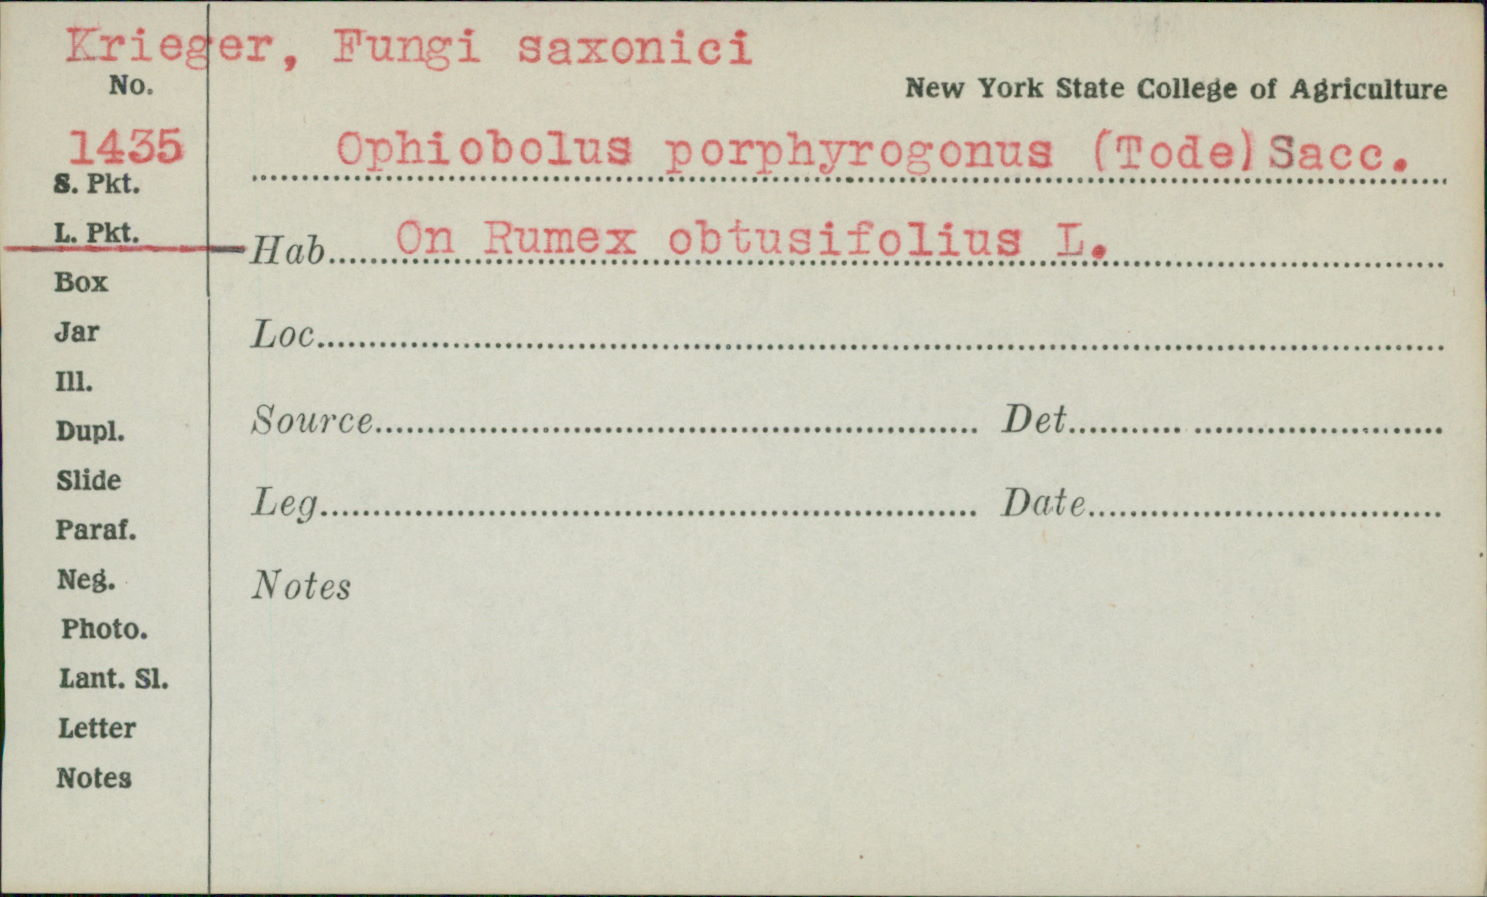 Krieger, Fungi saxonici
No.
New York State College of Agriculture
1435
Ophiobolus porphyrogonus (Tode) Sacc.
S. Pkt.
L. Pkt.
Hab. On Rumex obtusifolius L.
Box
Jar
Loc.
Ill.
Dupl.
Source Det.
Slide
Leg. Date
Paraf.
Neg.
Notes
Photo.
Lant. Sl.
Letter
Notes